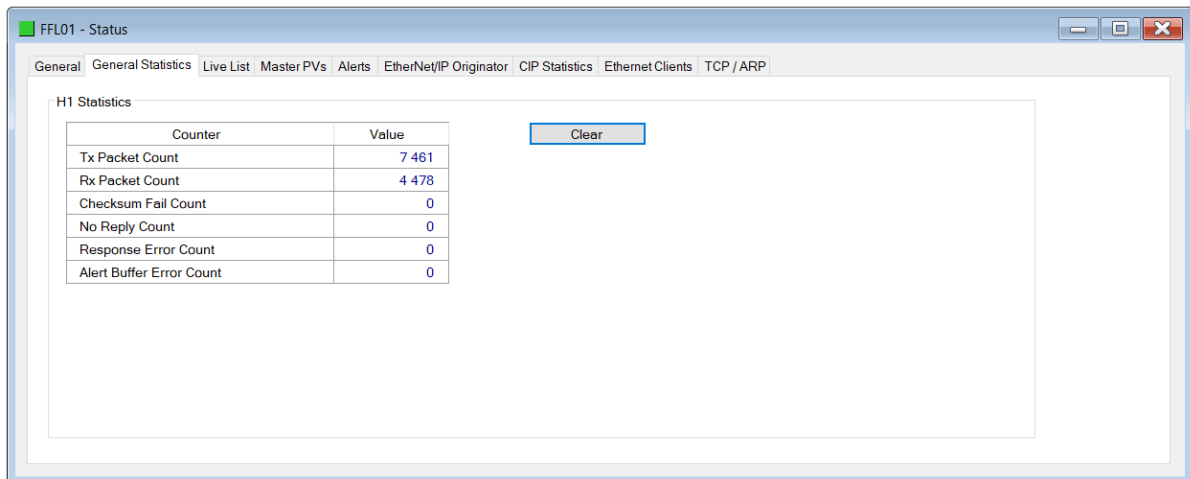 FFL01 - Status
General General Statistics Live List Master PVs Alerts EtherNet/IP Originator CIP Statistics Ethernet Clients TCP / ARP
H1 Statistics
Counter Value Clear
Tx Packet Count 7 461
Rx Packet Count 4 478
Checksum Fail Count 0
No Reply Count 0
Response Error Count 0
Alert Buffer Error Count 0